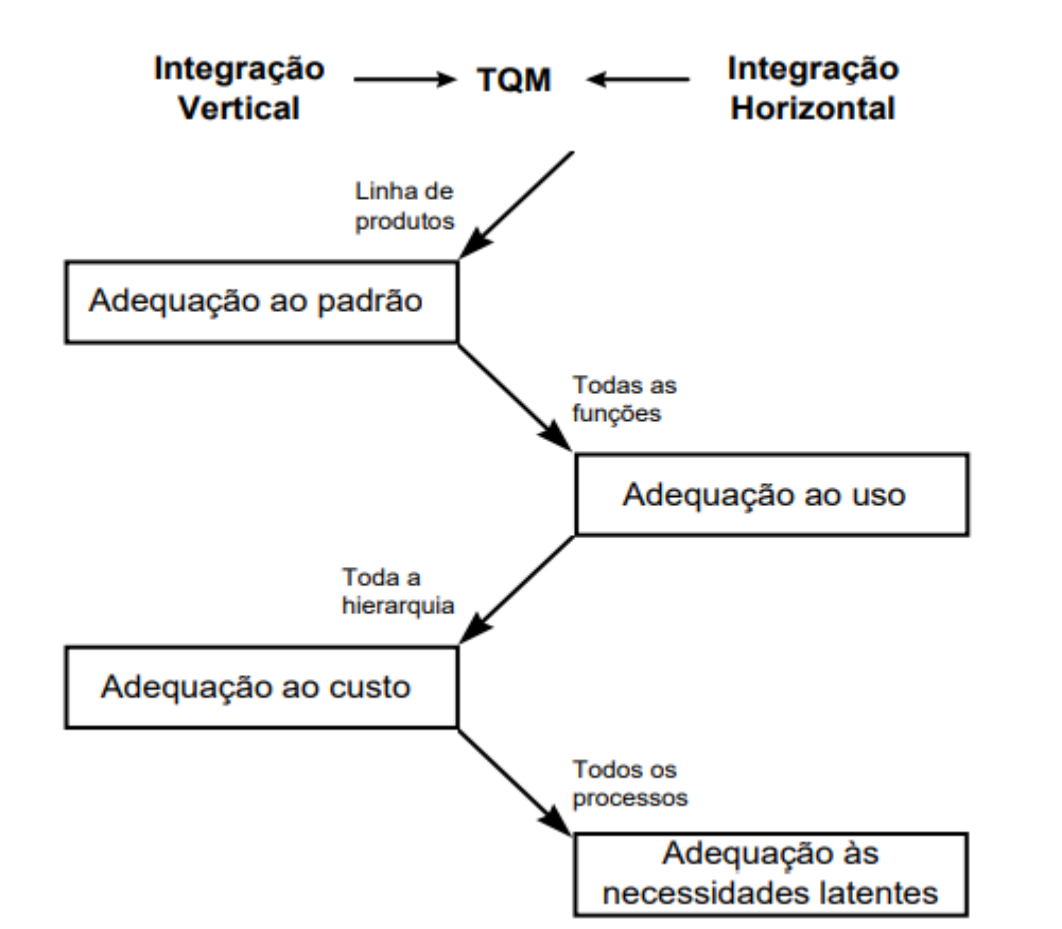 Integração
Vertical
TQM
Integração
Horizontal
Linha de
produtos
Adequação ao padrão
Todas as
funções
Adequação ao uso
Toda a
hierarquia
Adequação ao custo
Todos os
processos
Adequação às
necessidades latentes